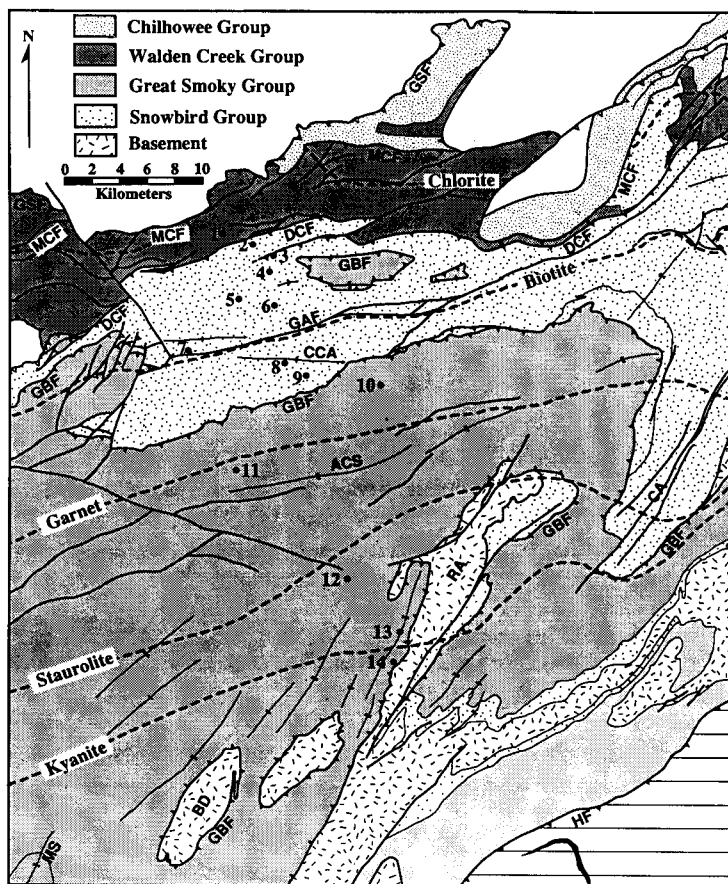 N
Chilhowee Group
Walden Creek Group
Great Smoky Group
Snowbird Group
Basement
0 2 4 6 8 10
Kilometers
GSF
MCF
Chlorite
MCF
MCF
MCF
DCF
2
3
4
GBF
DCF
Biotite
5
6
GAF
DCF
7
CCA
8
9
GBF
GBF
10
11
ACS
Garnet
CA
GBF
GBF
RA
12
13
14
Staurolite
Kyanite
BD
GBF
HF
MS